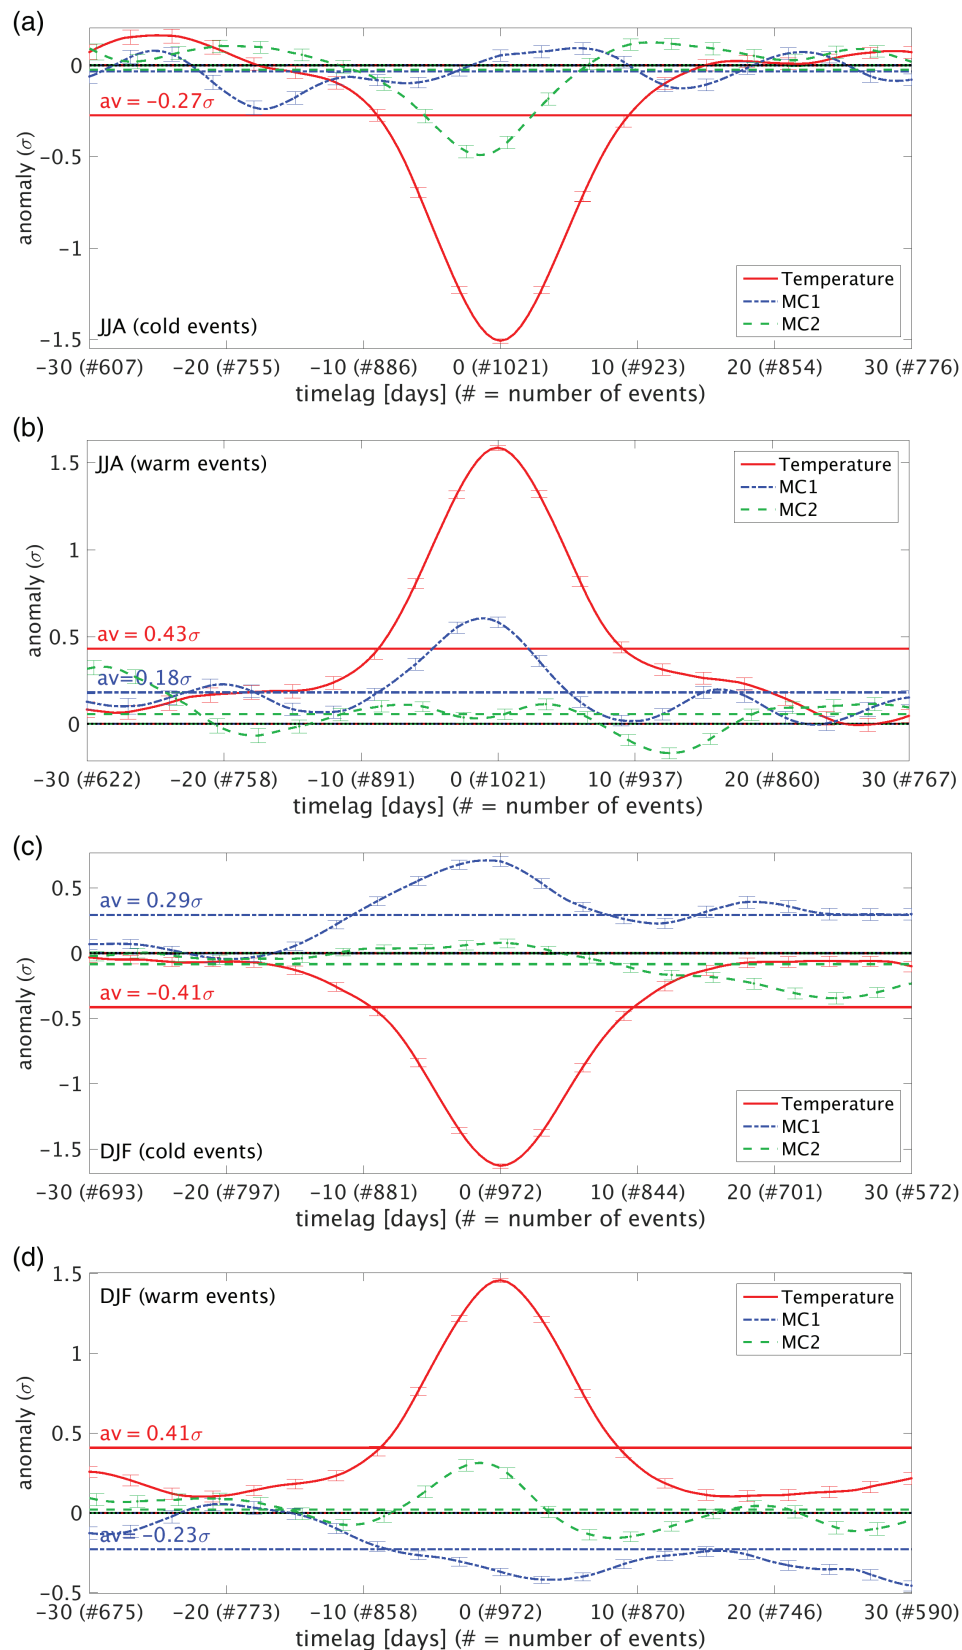 (a)
0
av = −0.27σ
−0.5
−1
−1.5
anomaly (σ)
Temperature
MC1
MC2
JJA (cold events)
−30 (#607) −20 (#755) −10 (#886) 0 (#1021) 10 (#923) 20 (#854) 30 (#776)
timelag [days] (# = number of events)
(b)
JJA (warm events)
1.5
1
0.5
0
anomaly (σ)
Temperature
MC1
MC2
av = 0.43σ
av=0.18σ
−30 (#622) −20 (#758) −10 (#891) 0 (#1021) 10 (#937) 20 (#860) 30 (#767)
timelag [days] (# = number of events)
(c)
0.5
av = 0.29σ
0
av = −0.41σ
−0.5
−1
−1.5
anomaly (σ)
Temperature
MC1
MC2
DJF (cold events)
−30 (#693) −20 (#797) −10 (#881) 0 (#972) 10 (#844) 20 (#701) 30 (#572)
timelag [days] (# = number of events)
(d)
1.5
DJF (warm events)
1
0.5
0
−0.5
anomaly (σ)
Temperature
MC1
MC2
av = 0.41σ
av= −0.23σ
−30 (#675) −20 (#773) −10 (#858) 0 (#972) 10 (#870) 20 (#746) 30 (#590)
timelag [days] (# = number of events)